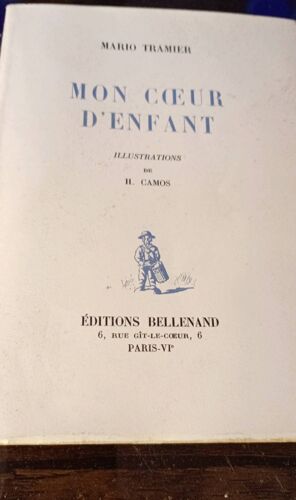 MARIO TRAMIER
MON CŒUR
D'ENFANT
ILLUSTRATIONS
DE
H. CAMOS
ÉDITIONS BELLENAND
6, RUE GÎT-LE-CŒUR, 6
PARIS-VIᵉ